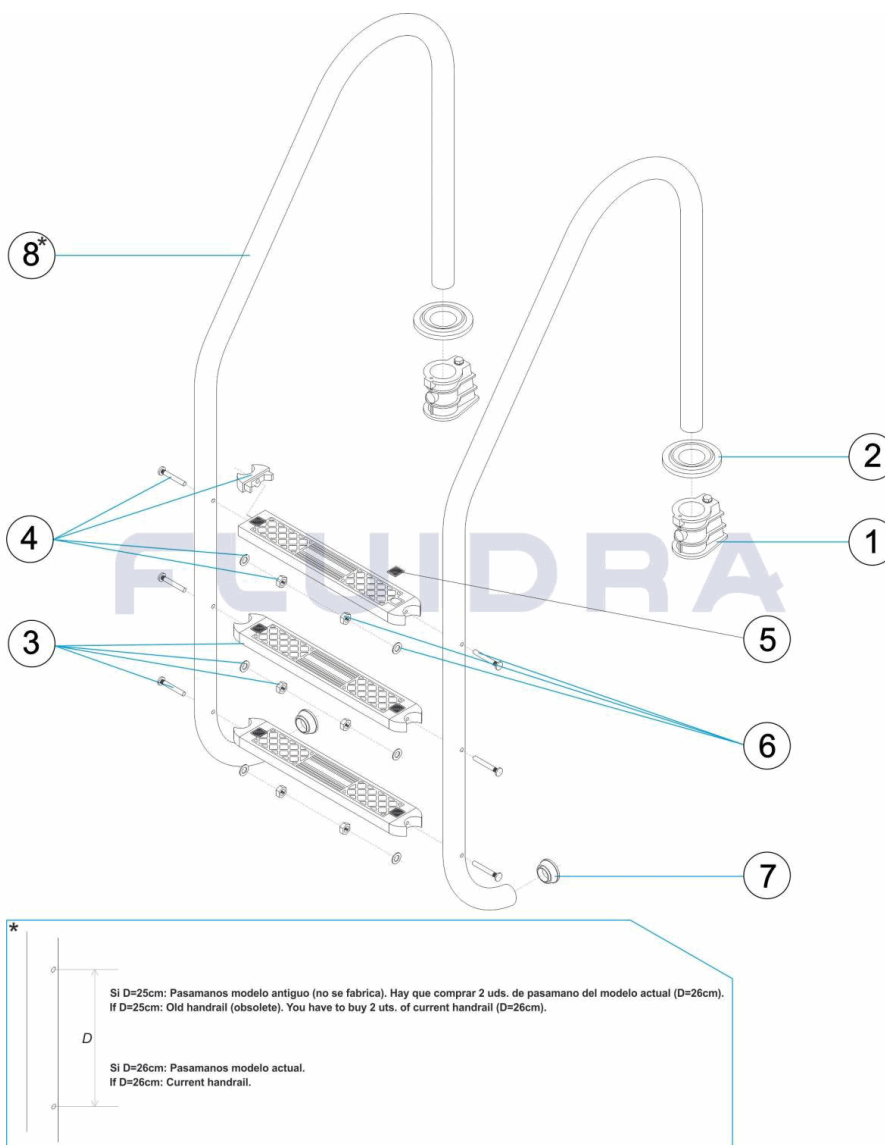 8*
2
1
4
FLUIDRA
5
3
6
7
*
Si D=25cm: Pasamanos modelo antiguo (no se fabrica). Hay que comprar 2 uds. de pasamano del modelo actual (D=26cm).
If D=25cm: Old handrail (obsolete). You have to buy 2 uts. of current handrail (D=26cm).
D
Si D=26cm: Pasamanos modelo actual.
If D=26cm: Current handrail.